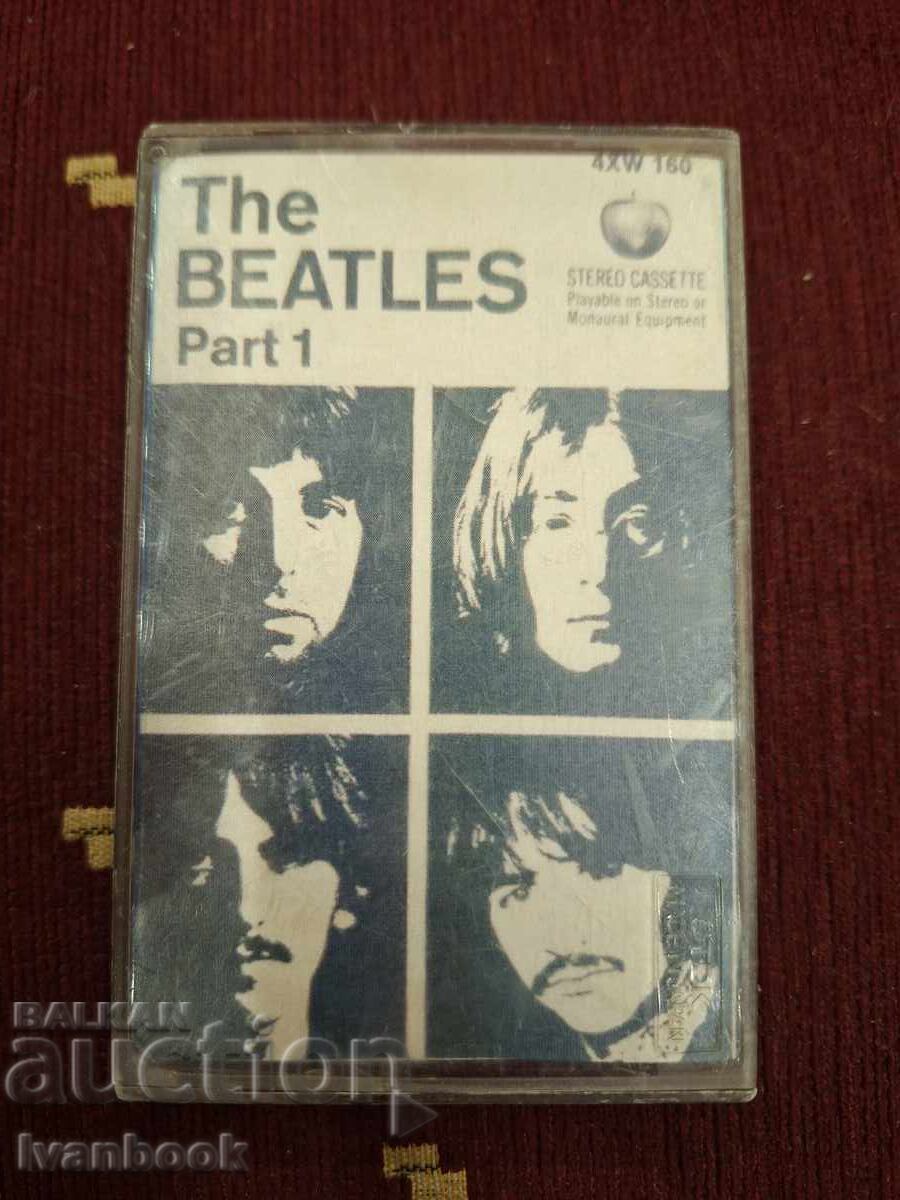 The
BEATLES
Part 1
4XW 160
STEREO CASSETTE
Playable on Stereo or
Monaural Equipment
BALKAN
auction
Ivanbook